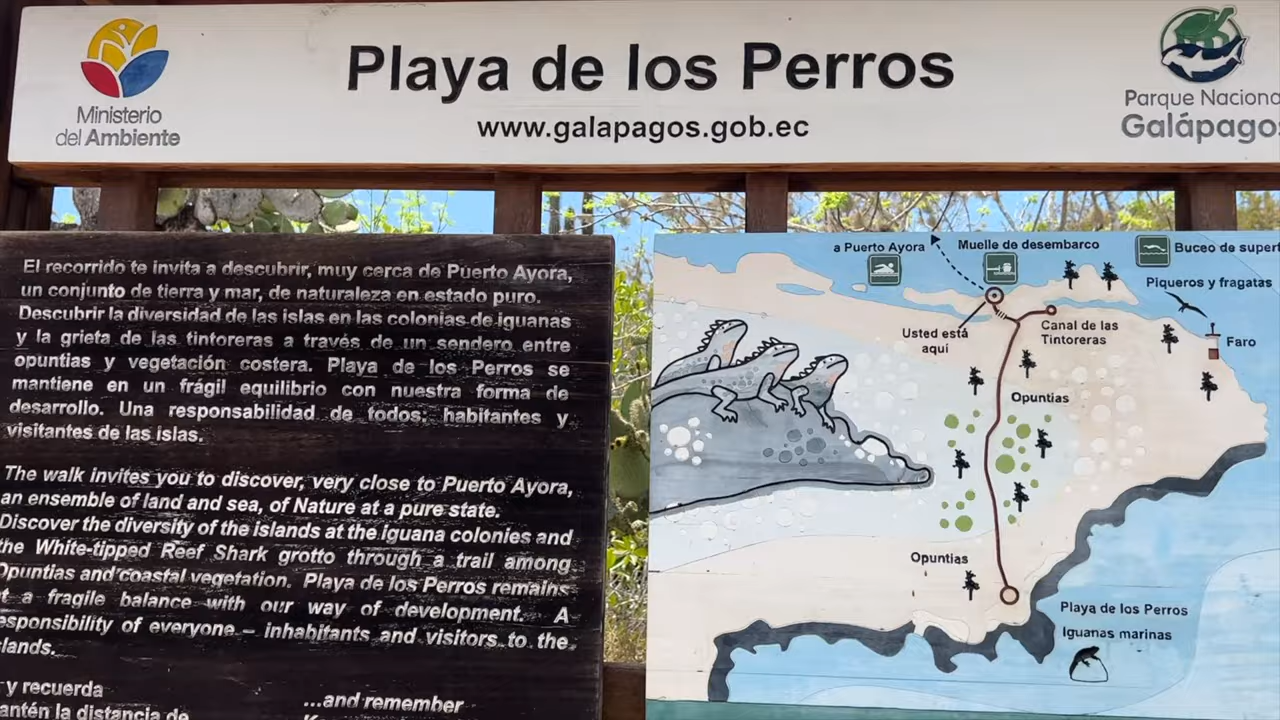 Playa de los Perros
www.galapagos.gob.ec
Ministerio
del Ambiente
Parque Naciona
Galápagos
El recorrido te invita a descubrir, muy cerca de Puerto Ayora,
un conjunto de tierra y mar, de naturaleza en estado puro.
Descubrir la diversidad de las islas en las colonias de iguanas
y la grieta de las tintoreras a través de un sendero entre
opuntias y vegetación costera. Playa de los Perros se
mantiene en un frágil equilibrio con nuestra forma de
desarrollo. Una responsabilidad de todos, habitantes y
visitantes de las islas.
The walk invites you to discover, very close to Puerto Ayora,
an ensemble of land and sea, of Nature at a pure state.
Discover the diversity of the islands at the iguana colonies and
the White-tipped Reef Shark grotto through a trail among
Opuntias and coastal vegetation. Playa de los Perros remains
at a fragile balance with our way of development. A
esponsibility of everyone – inhabitants and visitors to the
lands.
y recuerda
antén la distancia de
...and remember
a Puerto Ayora
Muelle de desembarco
Buceo de superf
Piqueros y fragatas
Usted está
aquí
Canal de las
Tintoreras
Faro
Opuntias
Opuntias
Playa de los Perros
Iguanas marinas